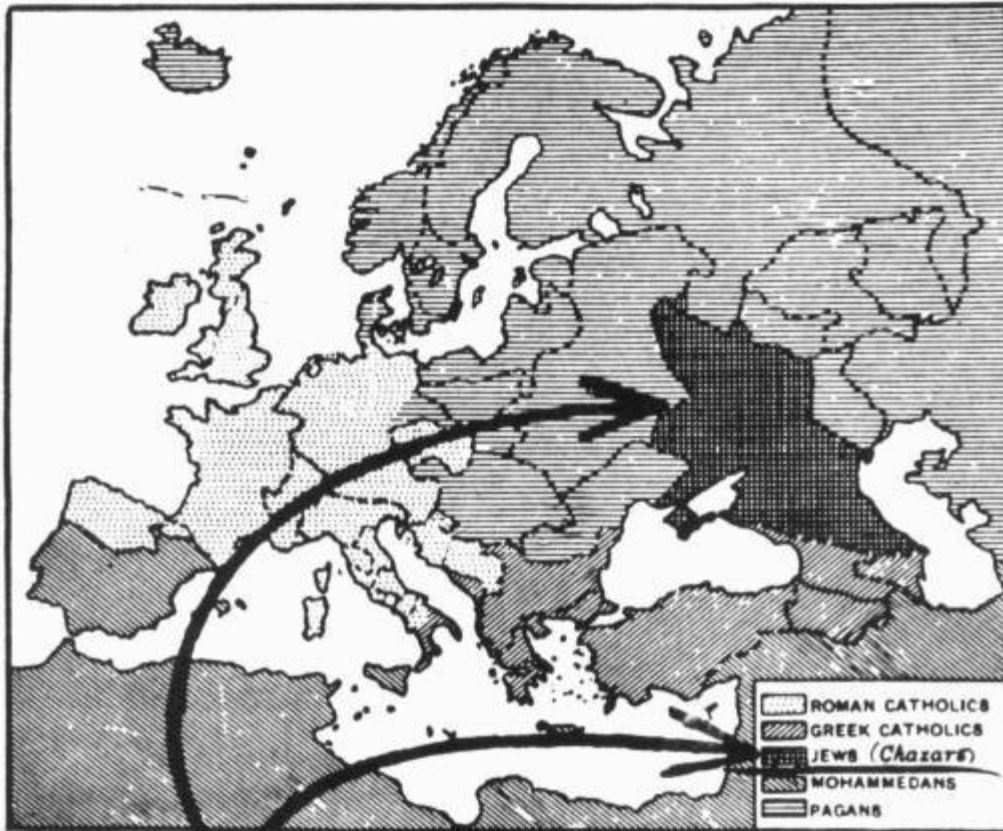 ROMAN CATHOLICS
GREEK CATHOLICS
JEWS (Chazars)
MOHAMMEDANS
PAGANS